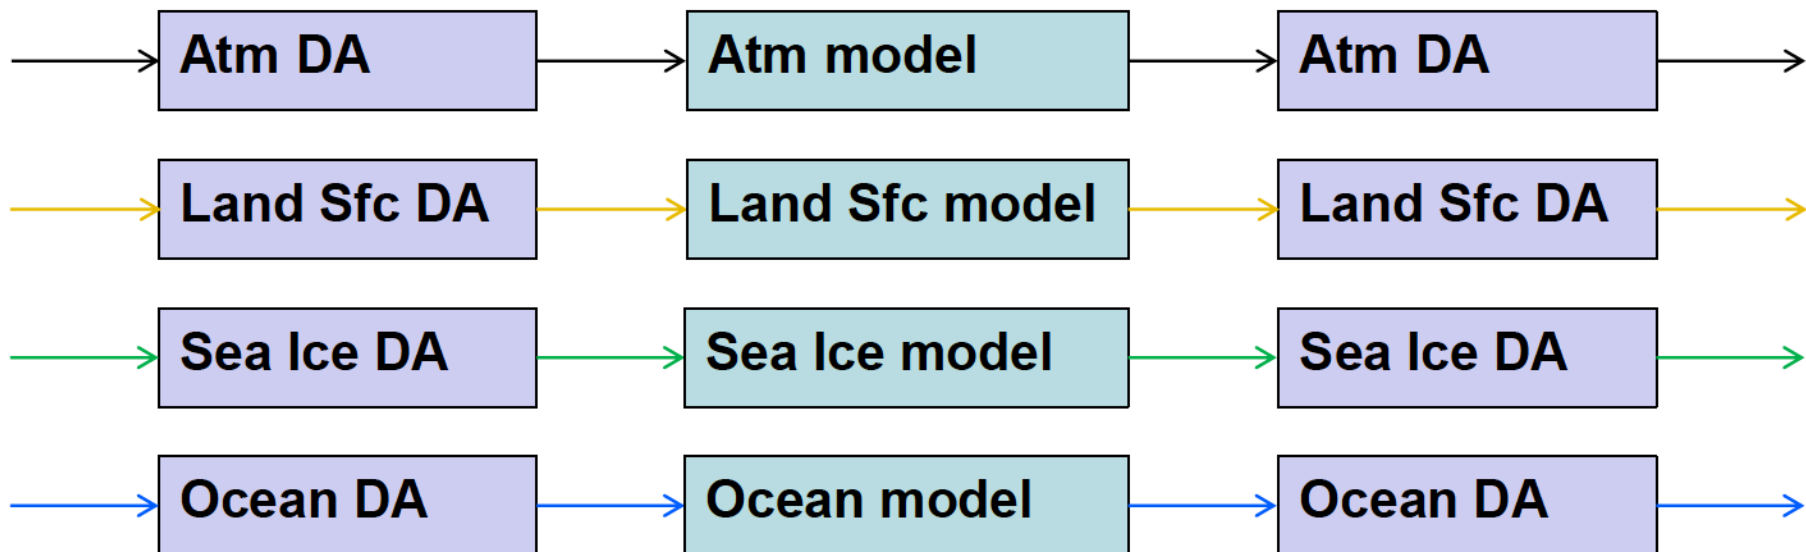 Atm DA
Atm model
Atm DA
Land Sfc DA
Land Sfc model
Land Sfc DA
Sea Ice DA
Sea Ice model
Sea Ice DA
Ocean DA
Ocean model
Ocean DA